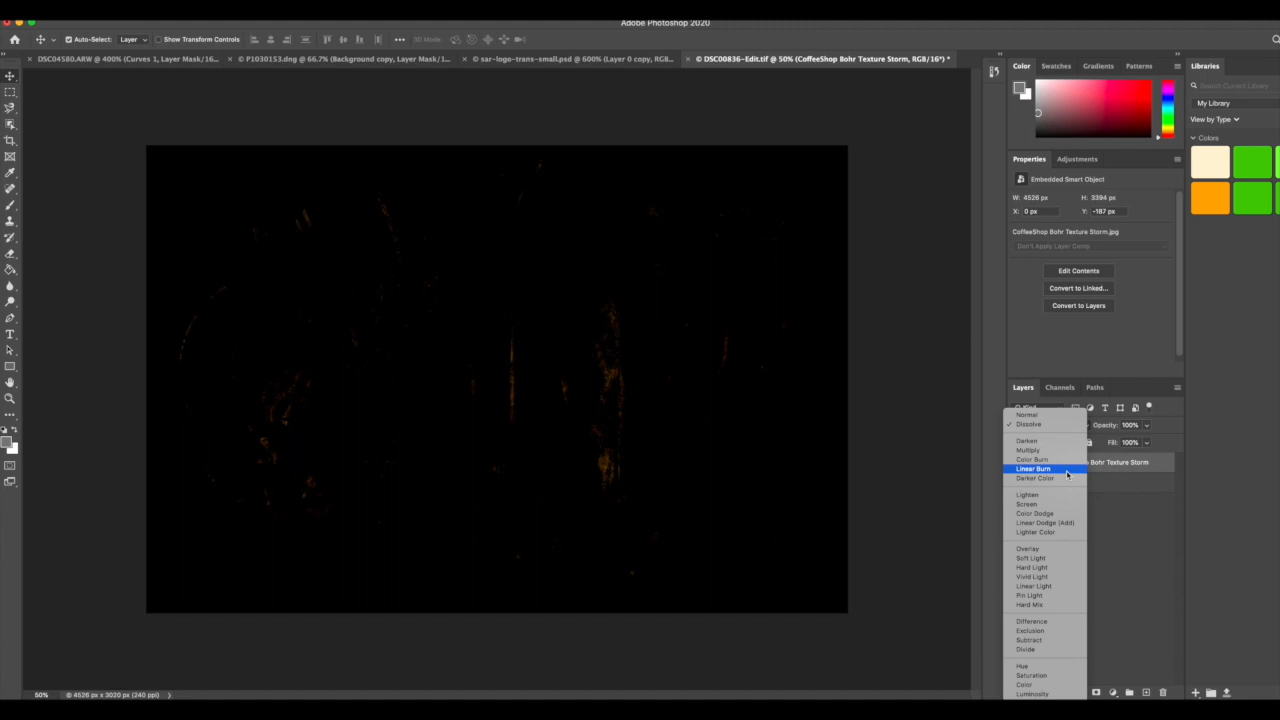 Adobe Photoshop 2020
Auto-Select: Layer Show Transform Controls 3D Mode:
DSC04580.ARW @ 400% (Curves 1, Layer Mask/16...
P1030153.dng @ 66.7% (Background copy, Layer Mask/1...
sar-logo-trans-small.psd @ 600% (Layer 0 copy, RGB...
DSC00836-Edit.tif @ 50% (CoffeeShop Bohr Texture Storm, RGB/16*) *
Color Swatches Gradients Patterns
Libraries
Search Current Library
My Library
View by Type
Colors
Properties Adjustments
Embedded Smart Object
W: 4526 px H: 3394 px
X: 0 px Y: -187 px
CoffeeShop Bohr Texture Storm.jpg
Don't Apply Layer Comp
Edit Contents
Convert to Linked...
Convert to Layers
Layers Channels Paths
Normal
Dissolve
Opacity: 100%
Darken
Fill: 100%
Multiply
Color Burn
Bohr Texture Storm
Linear Burn
Darker Color
Lighten
Screen
Color Dodge
Linear Dodge (Add)
Lighter Color
Overlay
Soft Light
Hard Light
Vivid Light
Linear Light
Pin Light
Hard Mix
Difference
Exclusion
Subtract
Divide
Hue
Saturation
Color
Luminosity
50% 4526 px x 3020 px (240 ppi)